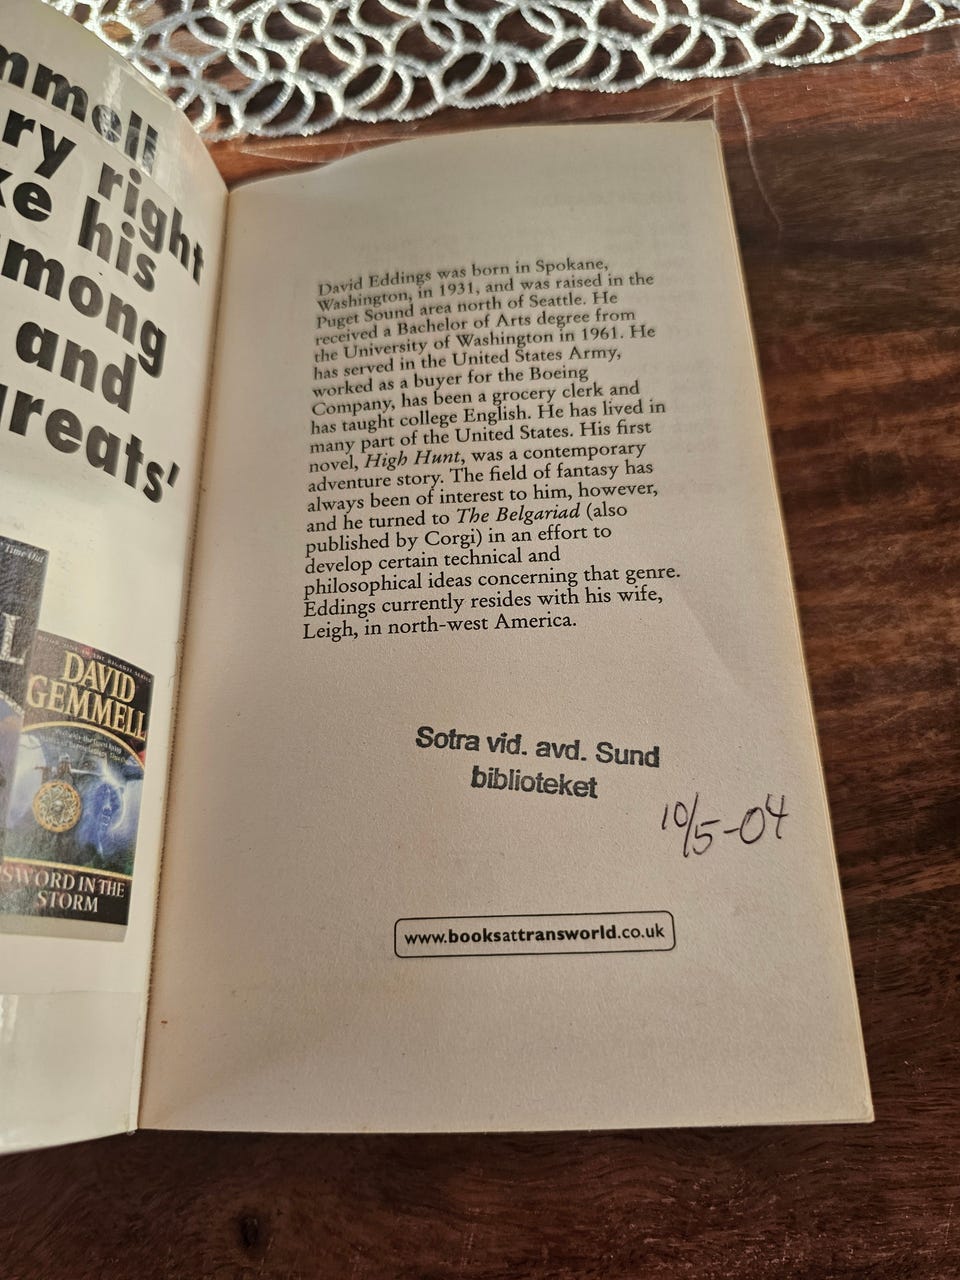 mmell
ry right
ke his
mong
and
greats'
Time Out
DAVID
GEMMELL
SWORD IN THE
STORM
David Eddings was born in Spokane,
Washington, in 1931, and was raised in the
Puget Sound area north of Seattle. He
received a Bachelor of Arts degree from
the University of Washington in 1961. He
has served in the United States Army,
worked as a buyer for the Boeing
Company, has been a grocery clerk and
has taught college English. He has lived in
many part of the United States. His first
novel, High Hunt, was a contemporary
adventure story. The field of fantasy has
always been of interest to him, however,
and he turned to The Belgariad (also
published by Corgi) in an effort to
develop certain technical and
philosophical ideas concerning that genre.
Eddings currently resides with his wife,
Leigh, in north-west America.
Sotra vid. avd. Sund
biblioteket
10/5-04
www.booksattransworld.co.uk